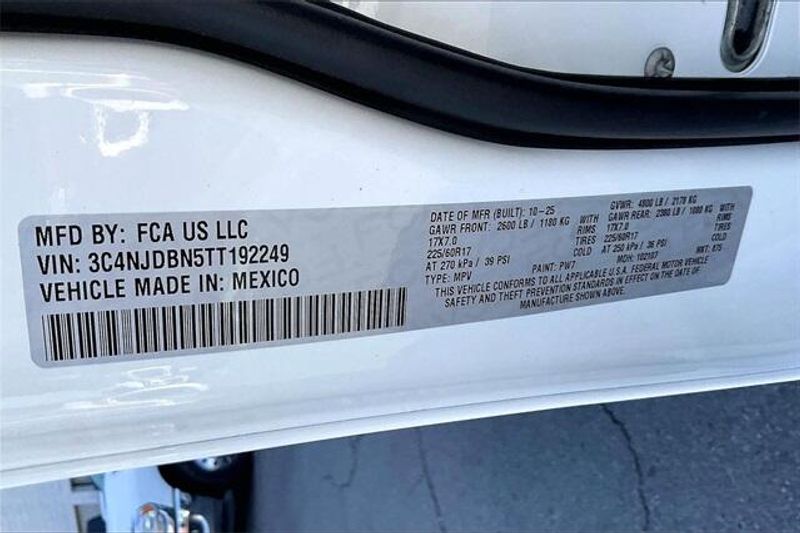 MFD BY: FCA US LLC
VIN: 3C4NJDBN5TT192249
VEHICLE MADE IN: MEXICO
DATE OF MFR (BUILT): 10-25 GVWR: 4800 LB / 2178 KG
GAWR FRONT: 2600 LB / 1180 KG WITH GAWR REAR: 2380 LB / 1080 KG WITH
17X7.0 TIRES 17X7.0 TIRES
225/60R17 COLD 225/60R17 COLD
AT 270 kPa / 39 PSI AT 250 kPa / 36 PSI
TYPE: MPV PAINT: PW7 MDH: 102107 MKT: E75
THIS VEHICLE CONFORMS TO ALL APPLICABLE U.S.A. FEDERAL MOTOR VEHICLE
SAFETY AND THEFT PREVENTION STANDARDS IN EFFECT ON THE DATE OF
MANUFACTURE SHOWN ABOVE.